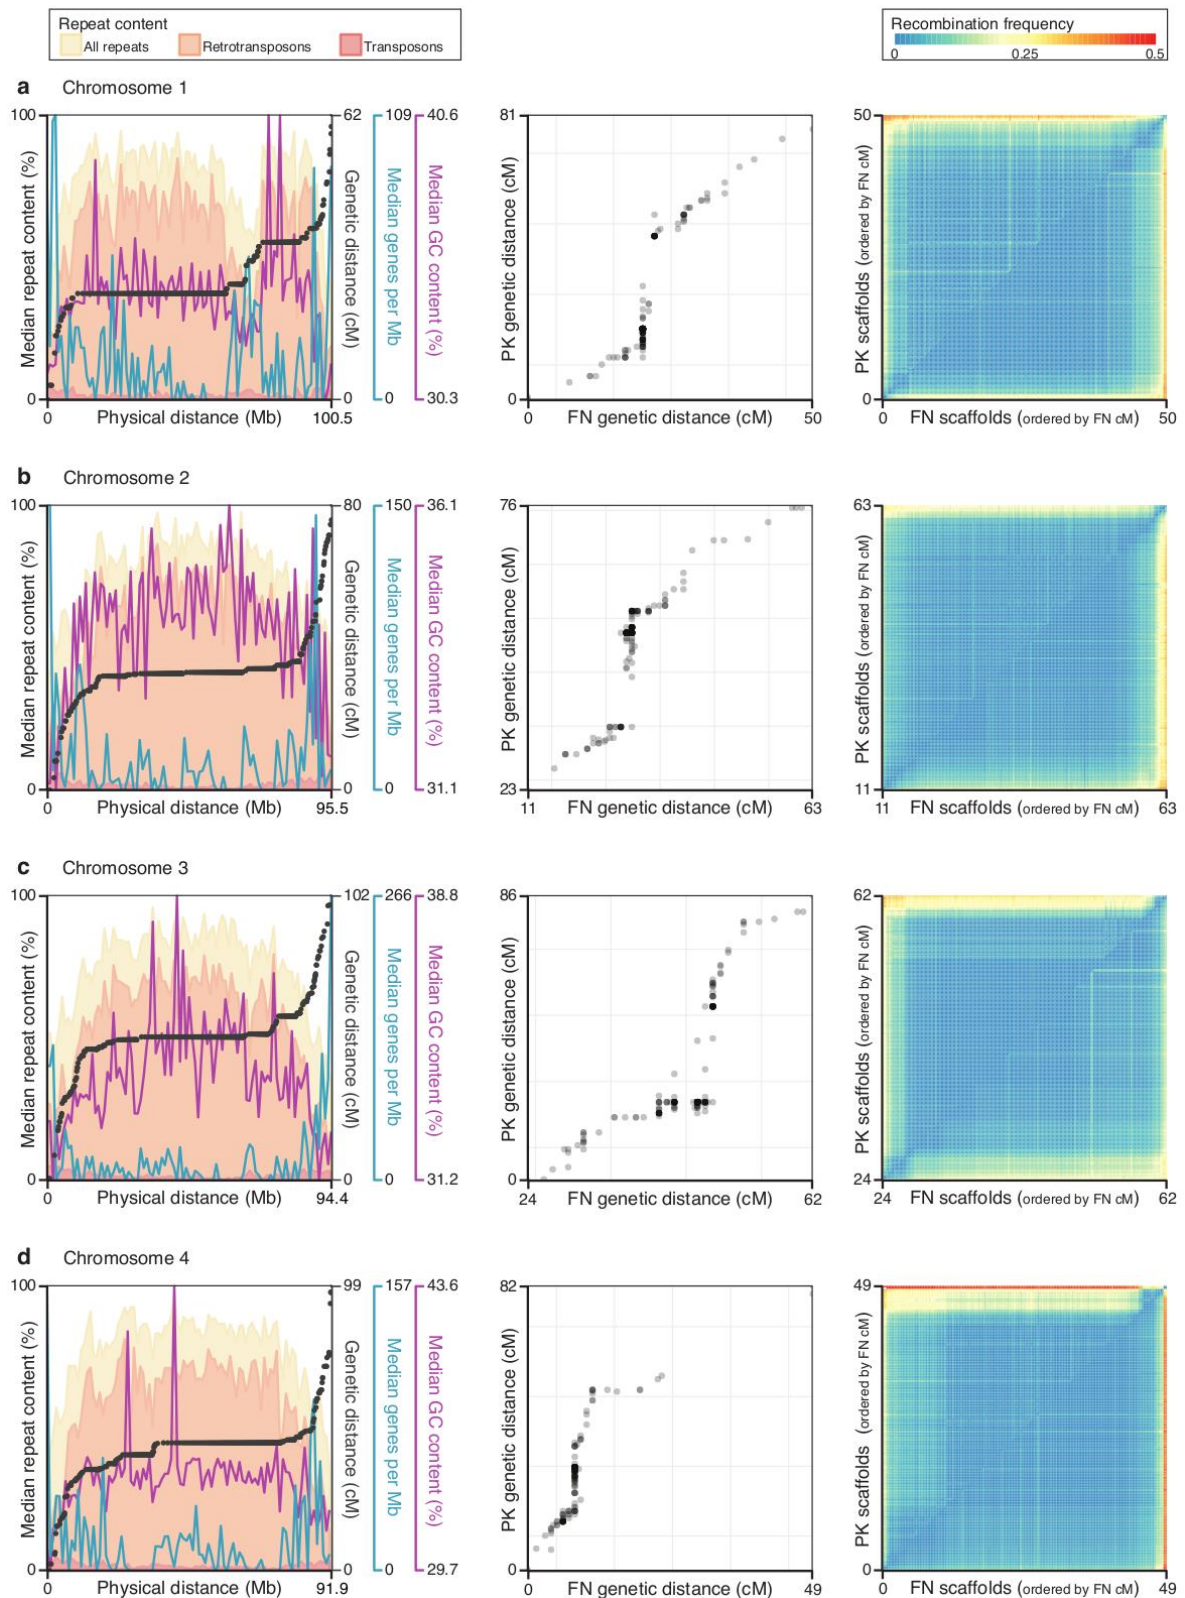 Repeat content
All repeats
Retrotransposons
Transposons
Recombination frequency
0
0.25
0.5
a Chromosome 1
100
0
Median repeat content (%)
0
Physical distance (Mb)
100.5
62
0
Genetic distance (cM)
109
0
Median genes per Mb
40.6
30.3
Median GC content (%)
81
0
PK genetic distance (cM)
0
FN genetic distance (cM)
50
50
0
PK scaffolds (ordered by FN cM)
0
FN scaffolds (ordered by FN cM)
50
b Chromosome 2
100
0
Median repeat content (%)
0
Physical distance (Mb)
95.5
80
0
Genetic distance (cM)
150
0
Median genes per Mb
36.1
31.1
Median GC content (%)
76
23
PK genetic distance (cM)
11
FN genetic distance (cM)
63
63
11
PK scaffolds (ordered by FN cM)
11
FN scaffolds (ordered by FN cM)
63
c Chromosome 3
100
0
Median repeat content (%)
0
Physical distance (Mb)
94.4
102
0
Genetic distance (cM)
266
0
Median genes per Mb
38.8
31.2
Median GC content (%)
86
0
PK genetic distance (cM)
24
FN genetic distance (cM)
62
62
24
PK scaffolds (ordered by FN cM)
24
FN scaffolds (ordered by FN cM)
62
d Chromosome 4
100
0
Median repeat content (%)
0
Physical distance (Mb)
91.9
99
0
Genetic distance (cM)
157
0
Median genes per Mb
43.6
29.7
Median GC content (%)
82
0
PK genetic distance (cM)
0
FN genetic distance (cM)
49
49
0
PK scaffolds (ordered by FN cM)
0
FN scaffolds (ordered by FN cM)
49